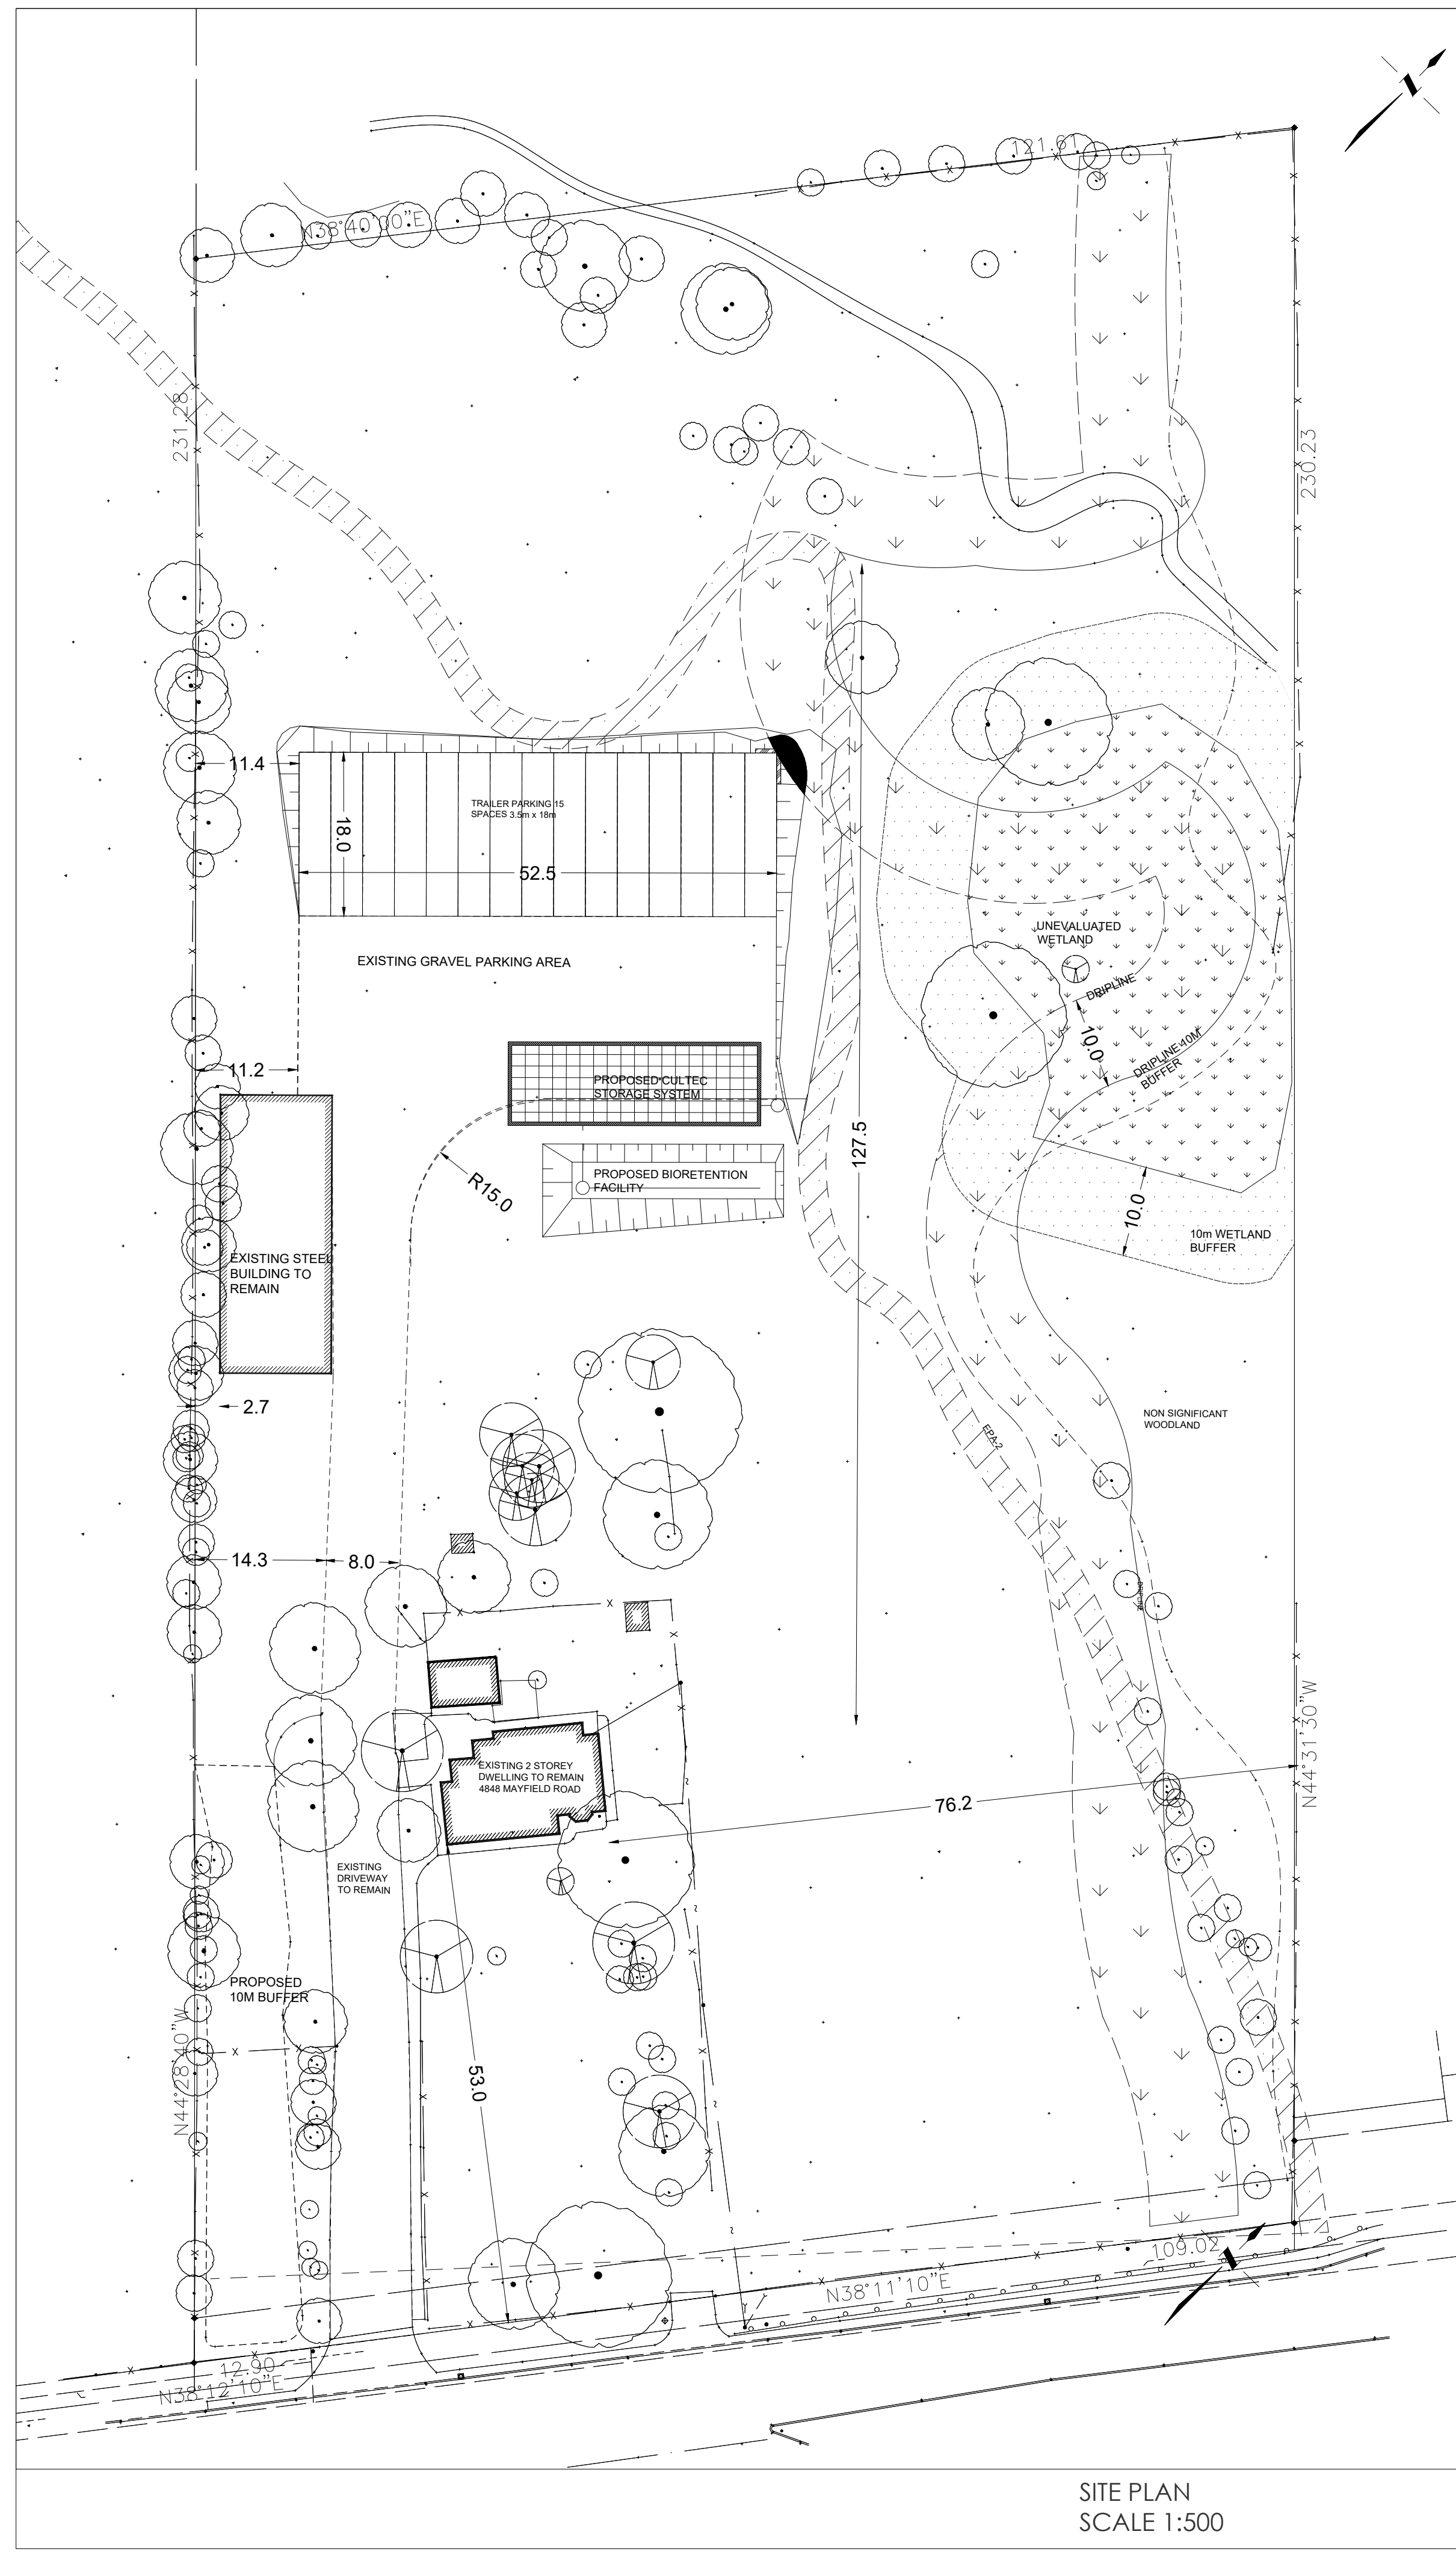 121.61
N38°40'00"E
231.28
230.23
11.4
TRAILER PARKING 15
SPACES 3.5m x 18m
18.0
52.5
UNEVALUATED
WETLAND
EXISTING GRAVEL PARKING AREA
DRIPLINE
10.0
DRIPLINE-10M
BUFFER
11.2
PROPOSED CULTEC
STORAGE SYSTEM
127.5
PROPOSED BIORETENTION
FACILITY
R15.0
10.0
10m WETLAND
BUFFER
EXISTING STEEL
BUILDING TO
REMAIN
2.7
NON SIGNIFICANT
WOODLAND
EPA-2
14.3
8.0
DRIPLINE
N44°31'30"W
EXISTING 2 STOREY
DWELLING TO REMAIN
4848 MAYFIELD ROAD
76.2
EXISTING
DRIVEWAY
TO REMAIN
PROPOSED
10M BUFFER
N44°28'40"W
53.0
109.02
N38°11'10"E
12.90
N38°12'10"E
SITE PLAN
SCALE 1:500